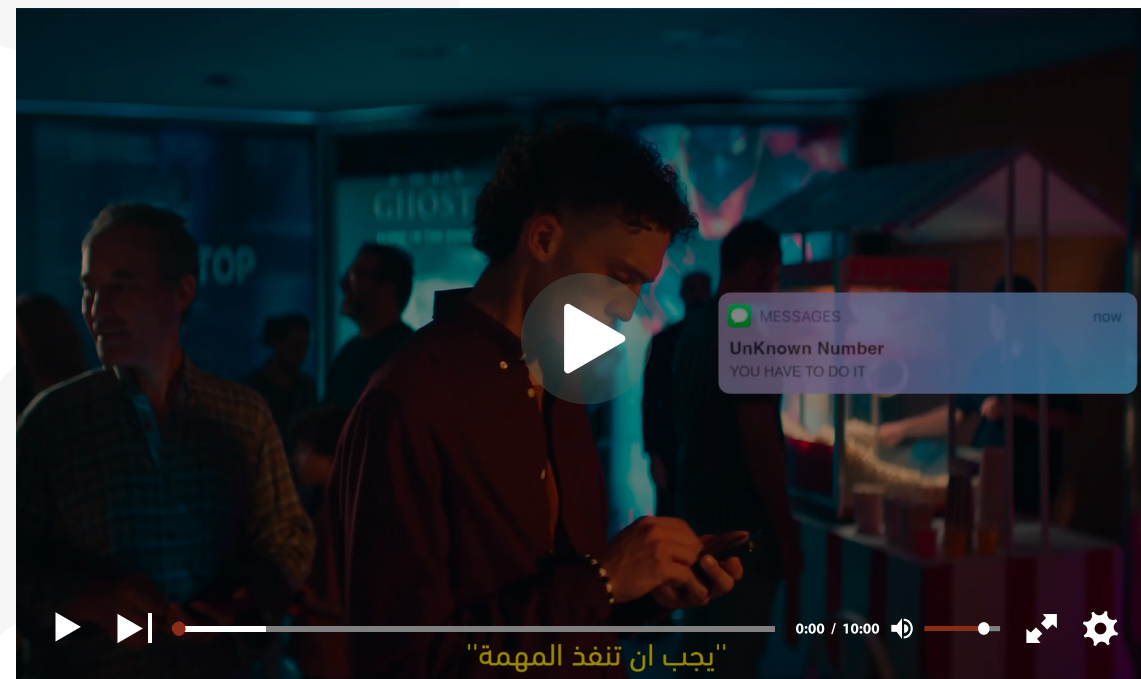 GHOST
TOP
MESSAGES
now
UnKnown Number
YOU HAVE TO DO IT
0:00 / 10:00
"يجب ان تنفذ المهمة"